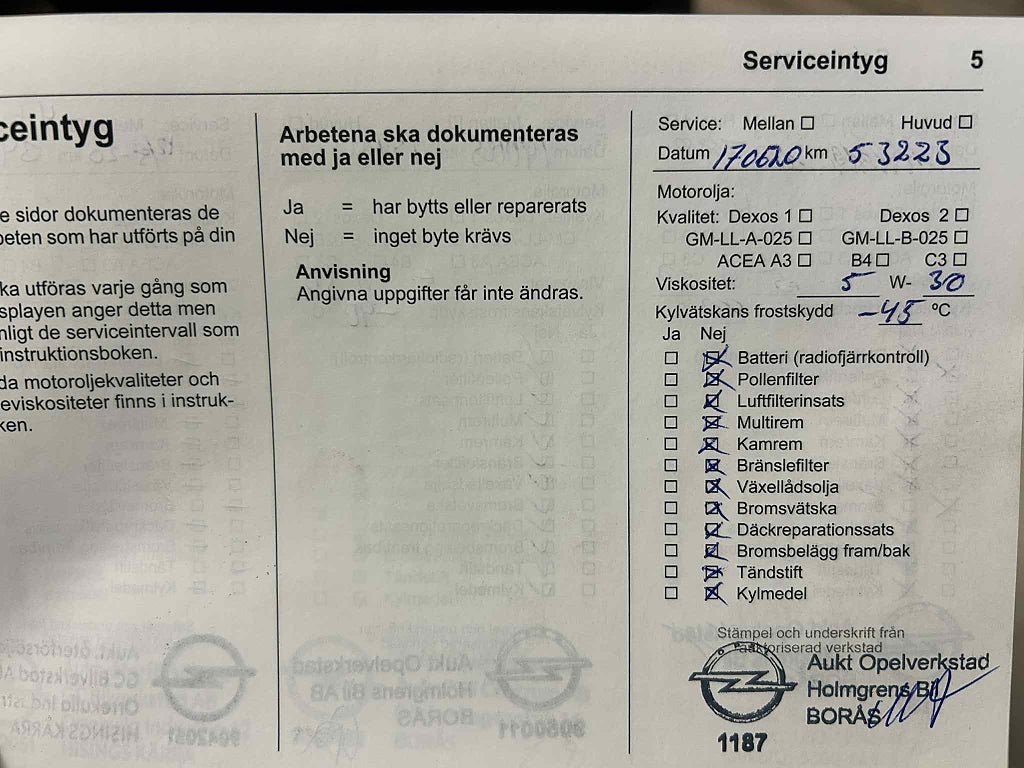 Serviceintyg 5
ceintyg
e sidor dokumenteras de
beten som har utförts på din
ka utföras varje gång som
splayen anger detta men
nligt de serviceintervall som
instruktionsboken.
da motoroljekvaliteter och
eviskositeter finns i instruk-
ken.
Arbetena ska dokumenteras
med ja eller nej
Ja = har bytts eller reparerats
Nej = inget byte krävs
Anvisning
Angivna uppgifter får inte ändras.
Service: Mellan Huvud
Datum 170620 km 53223
Motorolja:
Kvalitet: Dexos 1 Dexos 2
GM-LL-A-025 GM-LL-B-025
ACEA A3 B4 C3
Viskositet: 5 W- 30
Kylvätskans frostskydd -45 °C
Ja Nej
Batteri (radiofjärrkontroll)
Pollenfilter
Luftfilterinsats
Multirem
Kamrem
Bränslefilter
Växellådsolja
Bromsvätska
Däckreparationssats
Bromsbelägg fram/bak
Tändstift
Kylmedel
Stämpel och underskrift från
auktoriserad verkstad
Aukt Opelverkstad
Holmgrens Bil
BORÅS
1187